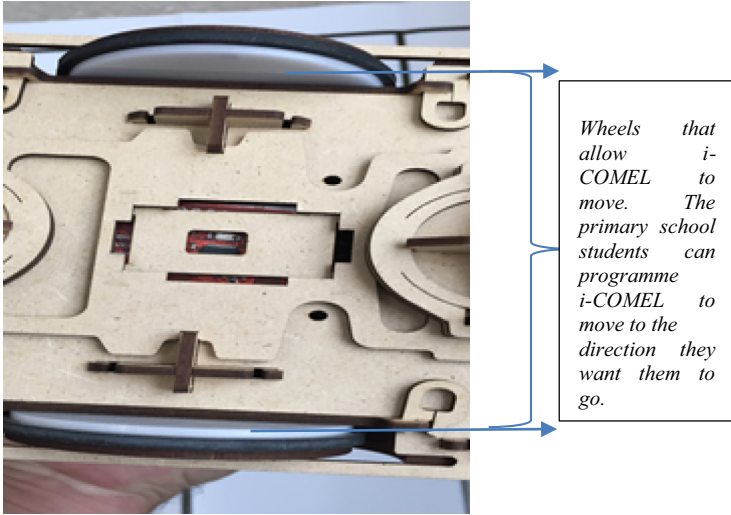 Wheels that
allow i-
COMEL to
move. The
primary school
students can
programme
i-COMEL to
move to the
direction they
want them to
go.